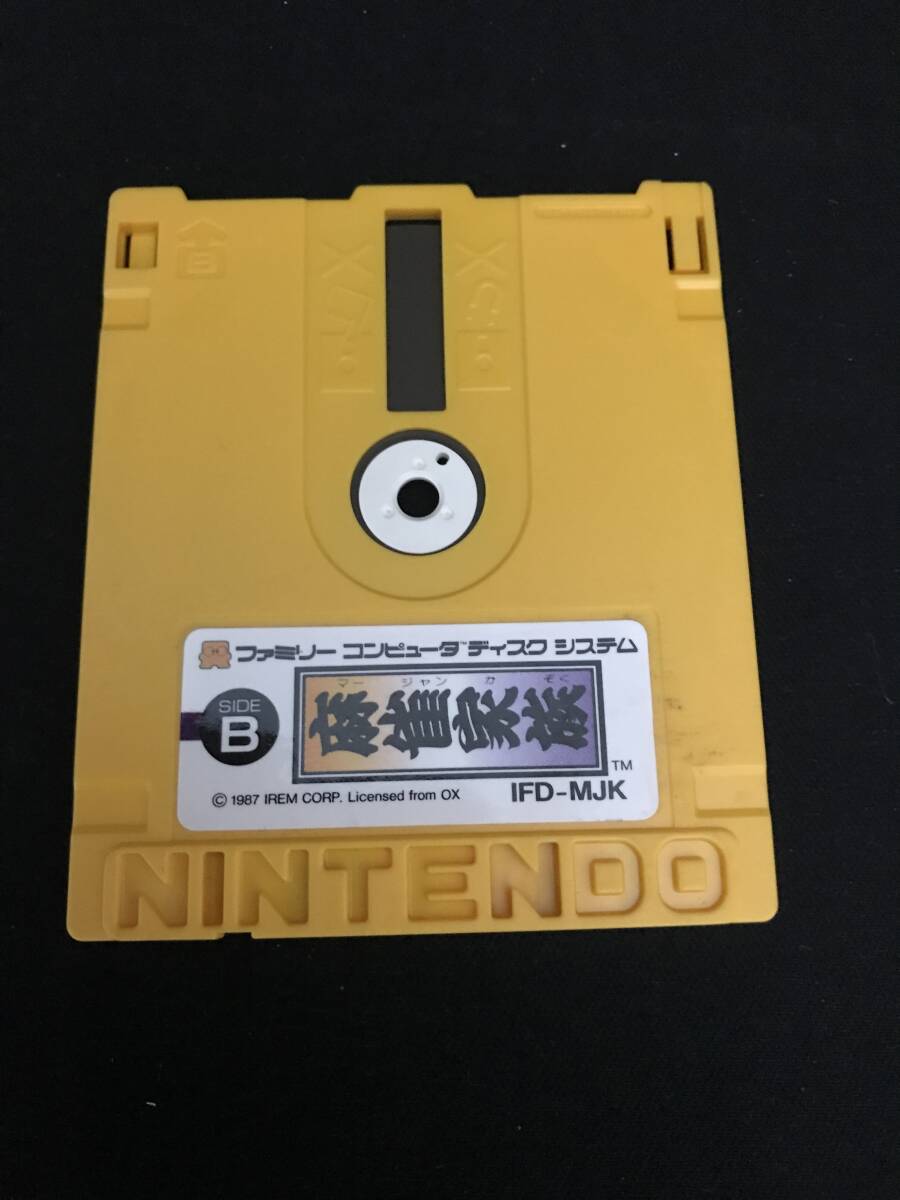 B
ファミリー コンピュータ™ ディスク システム
SIDE
B
マー ジャン か ぞく
麻雀家族
TM
© 1987 IREM CORP. Licensed from OX
IFD-MJK
NINTENDO